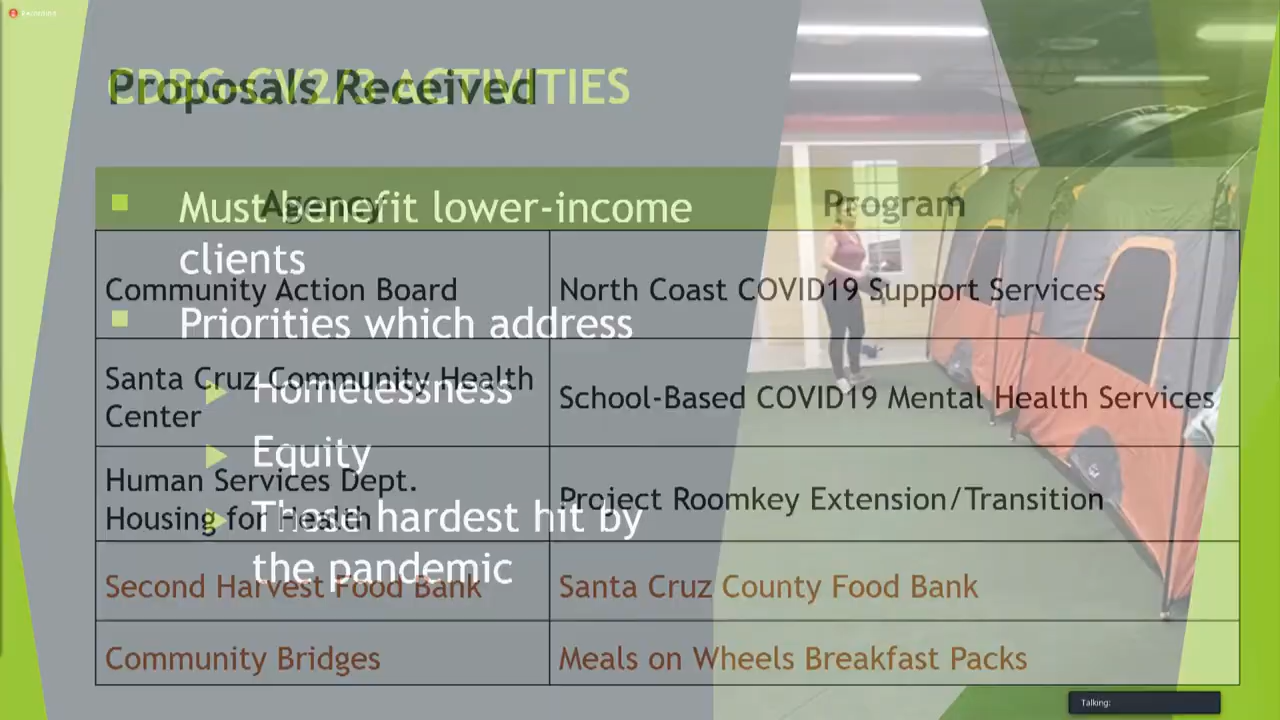 Recording
CDBG-CV2/3 ACTIVITIES
Proposals Received
Must benefit lower-income
clients
Priorities which address
Homelessness
Equity
Those hardest hit by
the pandemic
Agency Program
Community Action Board North Coast COVID19 Support Services
Santa Cruz Community Health
Center
School-Based COVID19 Mental Health Services
Human Services Dept.
Housing for Health
Project Roomkey Extension/Transition
Second Harvest Food Bank Santa Cruz County Food Bank
Community Bridges Meals on Wheels Breakfast Packs
Talking: